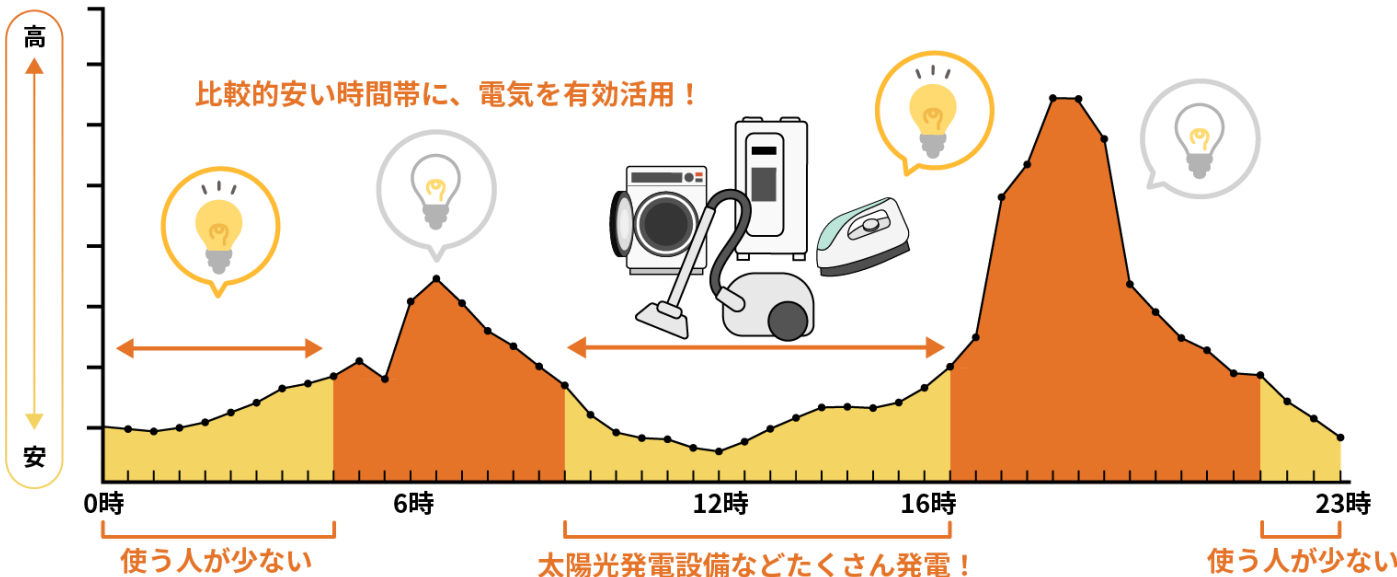 高
比較的安い時間帯に、電気を有効活用！
安
0時
6時
12時
16時
23時
使う人が少ない
太陽光発電設備などたくさん発電！
使う人が少ない